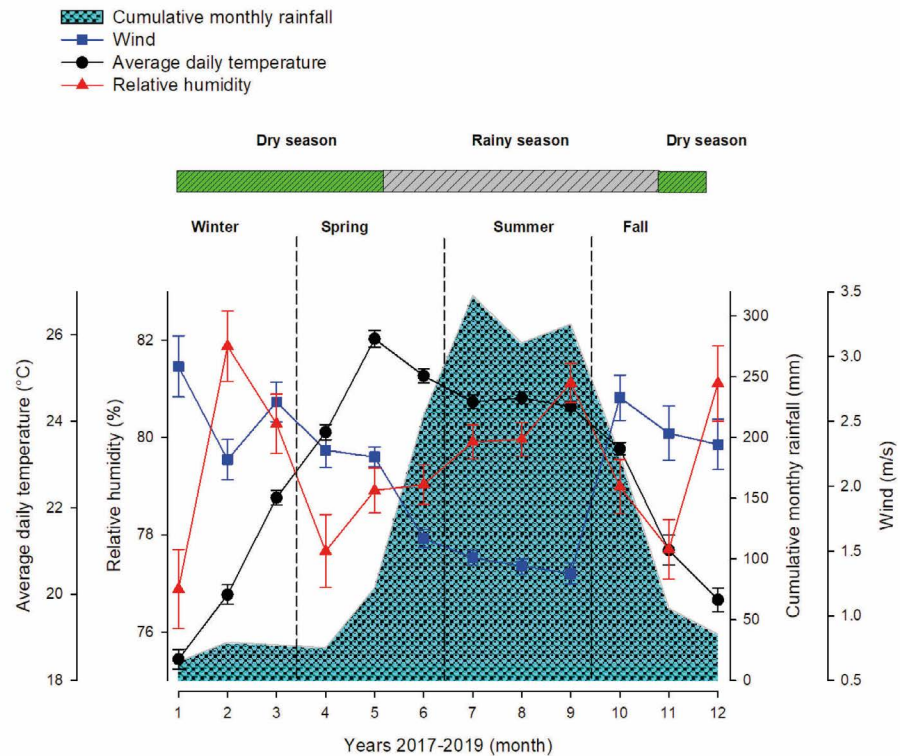 Cumulative monthly rainfall
Wind
Average daily temperature
Relative humidity
Dry season
Rainy season
Dry season
Winter
Spring
Summer
Fall
Average daily temperature (°C)
26
24
22
20
18
Relative humidity (%)
82
80
78
76
300
250
200
150
100
50
0
Cumulative monthly rainfall (mm)
3.5
3.0
2.5
2.0
1.5
1.0
0.5
Wind (m/s)
1 2 3 4 5 6 7 8 9 10 11 12
Years 2017-2019 (month)